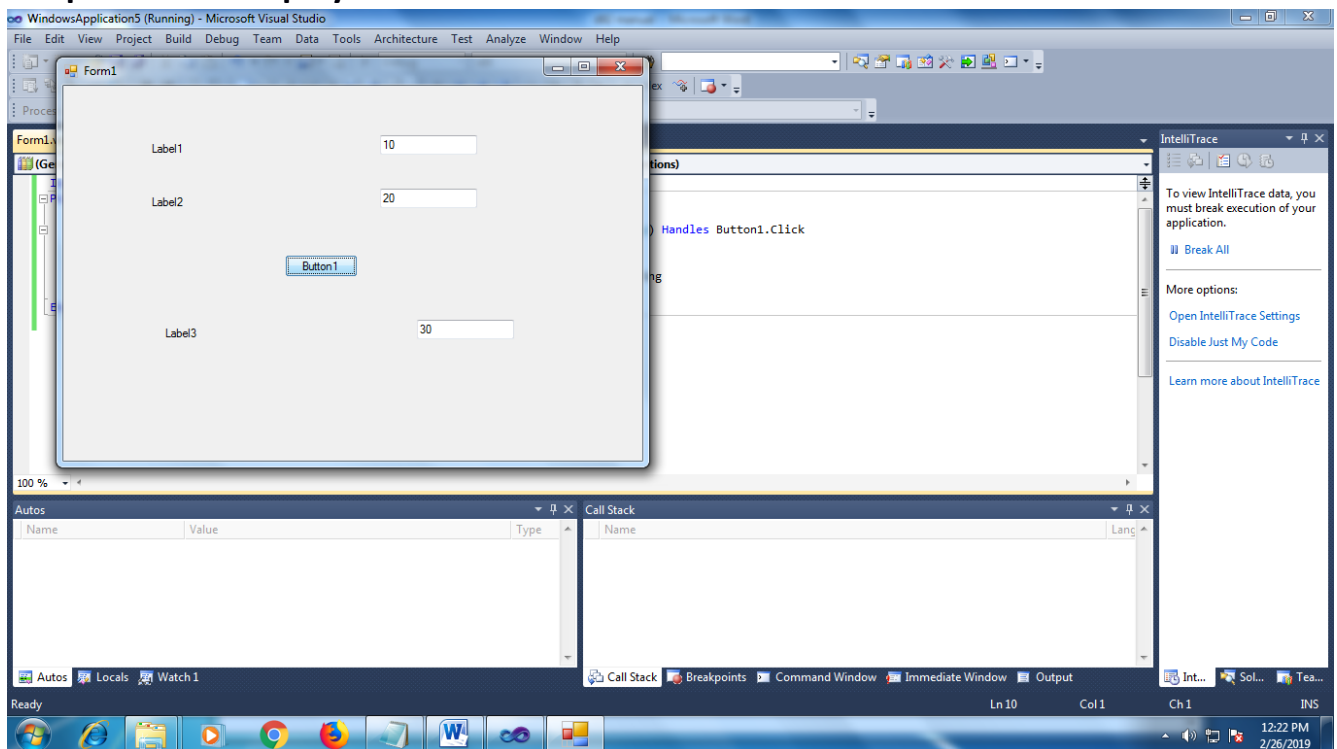 WindowsApplication5 (Running) - Microsoft Visual Studio
File Edit View Project Build Debug Team Data Tools Architecture Test Analyze Window Help
Form1
Label1 10
Label2 20
Button1
Label3 30
) Handles Button1.Click
IntelliTrace
To view IntelliTrace data, you
must break execution of your
application.
Break All
More options:
Open IntelliTrace Settings
Disable Just My Code
Learn more about IntelliTrace
100 %
Autos
Name Value Type
Call Stack
Name Lang
Autos Locals Watch 1
Call Stack Breakpoints Command Window Immediate Window Output
Int... Sol... Tea...
Ready Ln 10 Col 1 Ch 1 INS
12:22 PM
2/26/2019